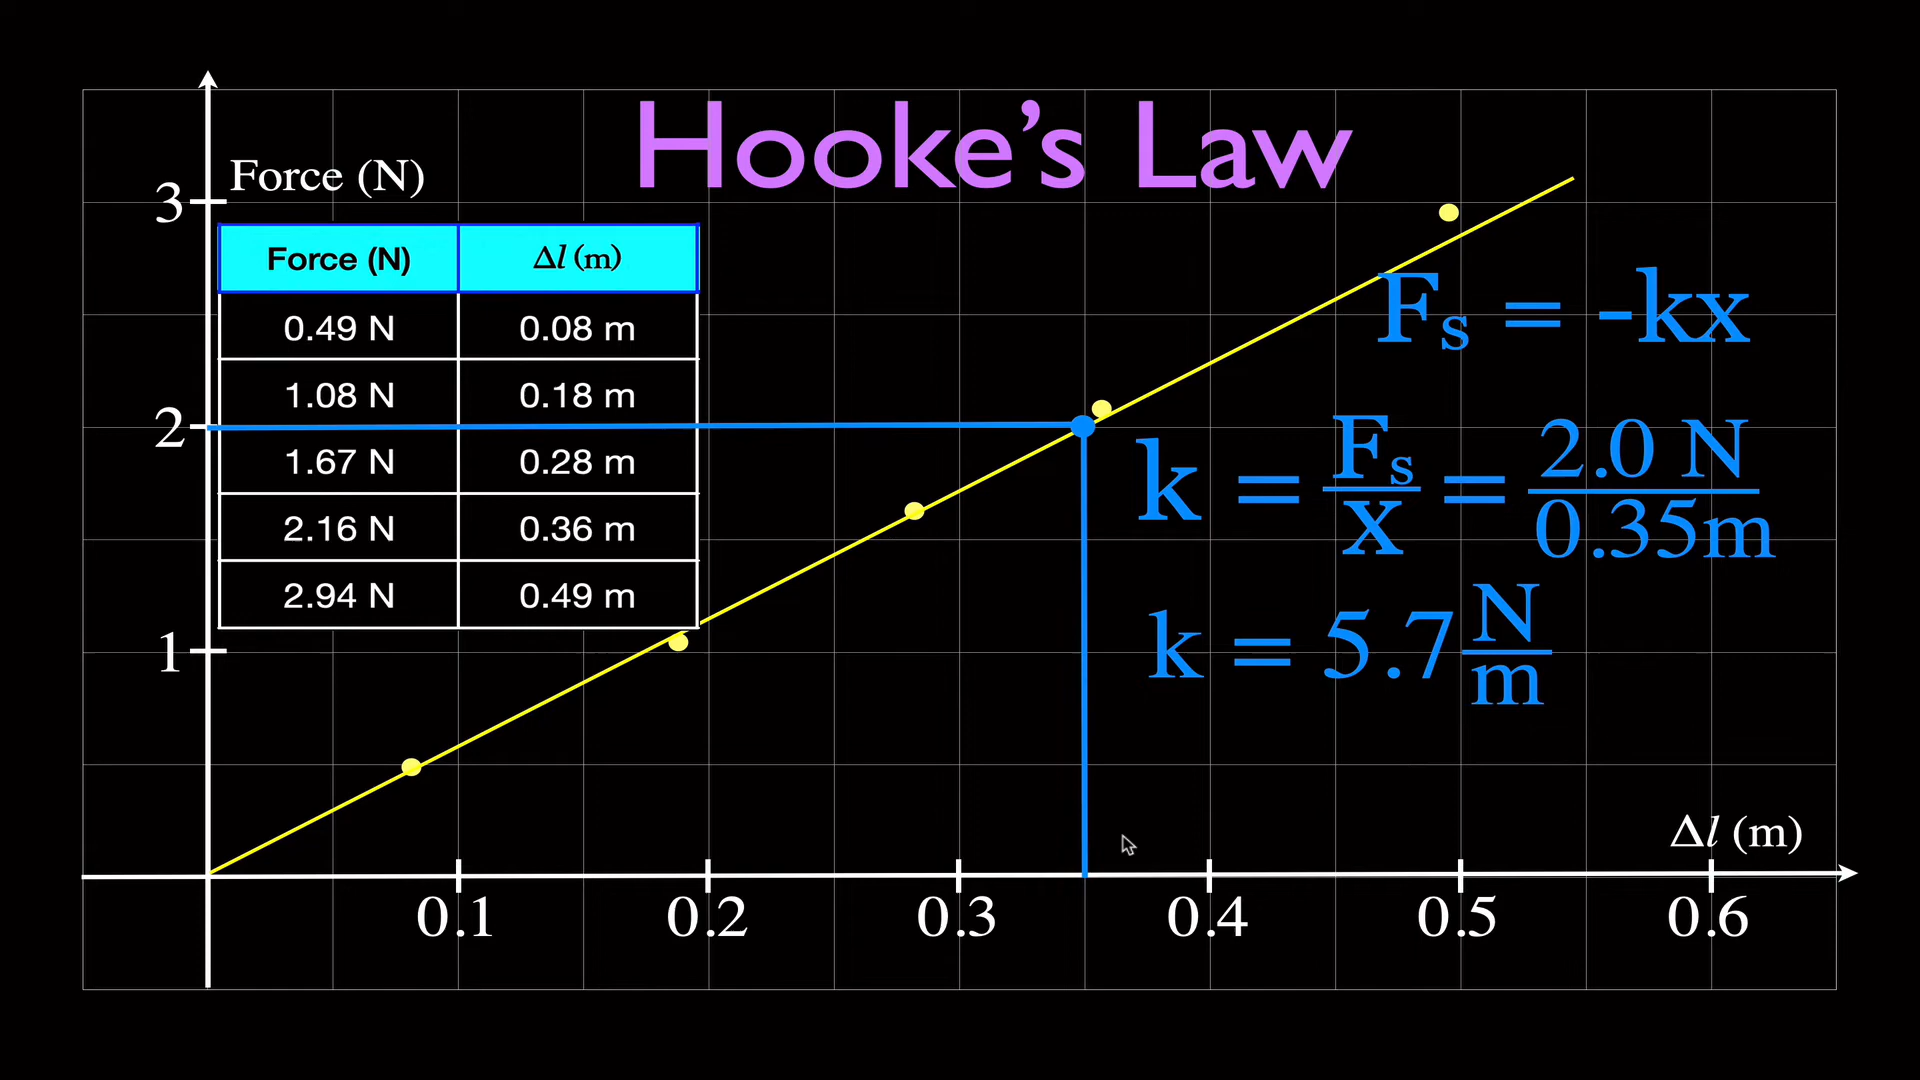 Hooke’s Law
Force (N)
3
2
1
Force (N) Δl (m)
0.49 N 0.08 m
1.08 N 0.18 m
1.67 N 0.28 m
2.16 N 0.36 m
2.94 N 0.49 m
Fs = -kx
k = Fs/x = 2.0 N/0.35m
k = 5.7 N/m
Δl (m)
0.1 0.2 0.3 0.4 0.5 0.6